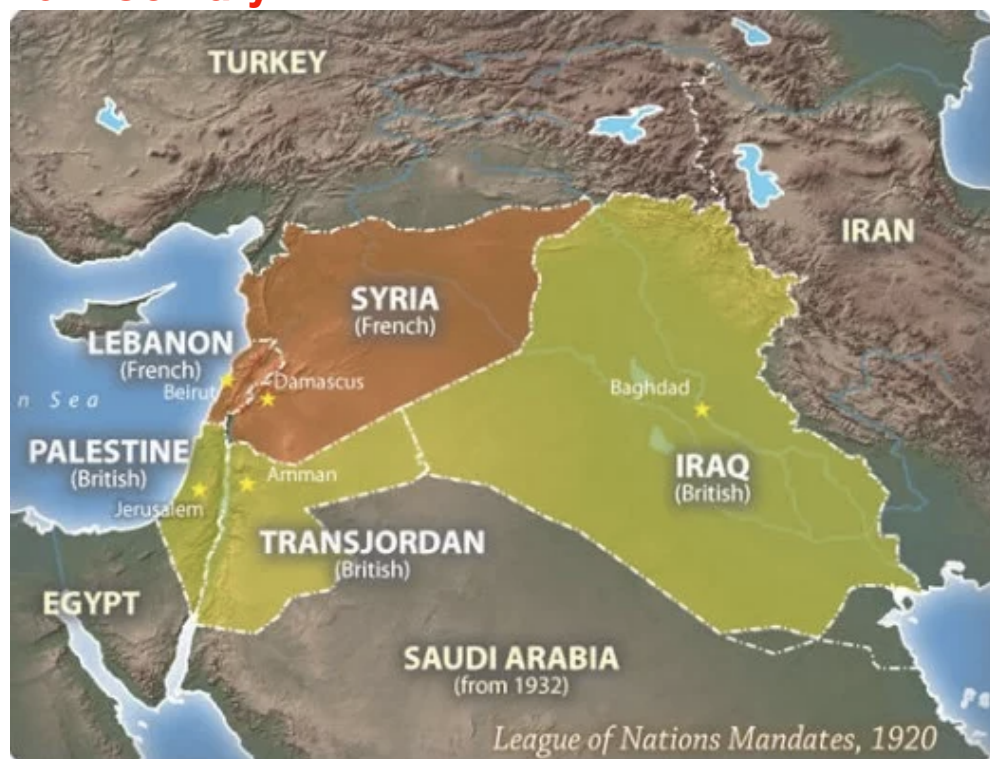 TURKEY
IRAN
SYRIA
(French)
LEBANON
(French)
Beirut
Damascus
n Sea
Baghdad
PALESTINE
(British)
Amman
Jerusalem
IRAQ
(British)
TRANSJORDAN
(British)
EGYPT
SAUDI ARABIA
(from 1932)
League of Nations Mandates, 1920